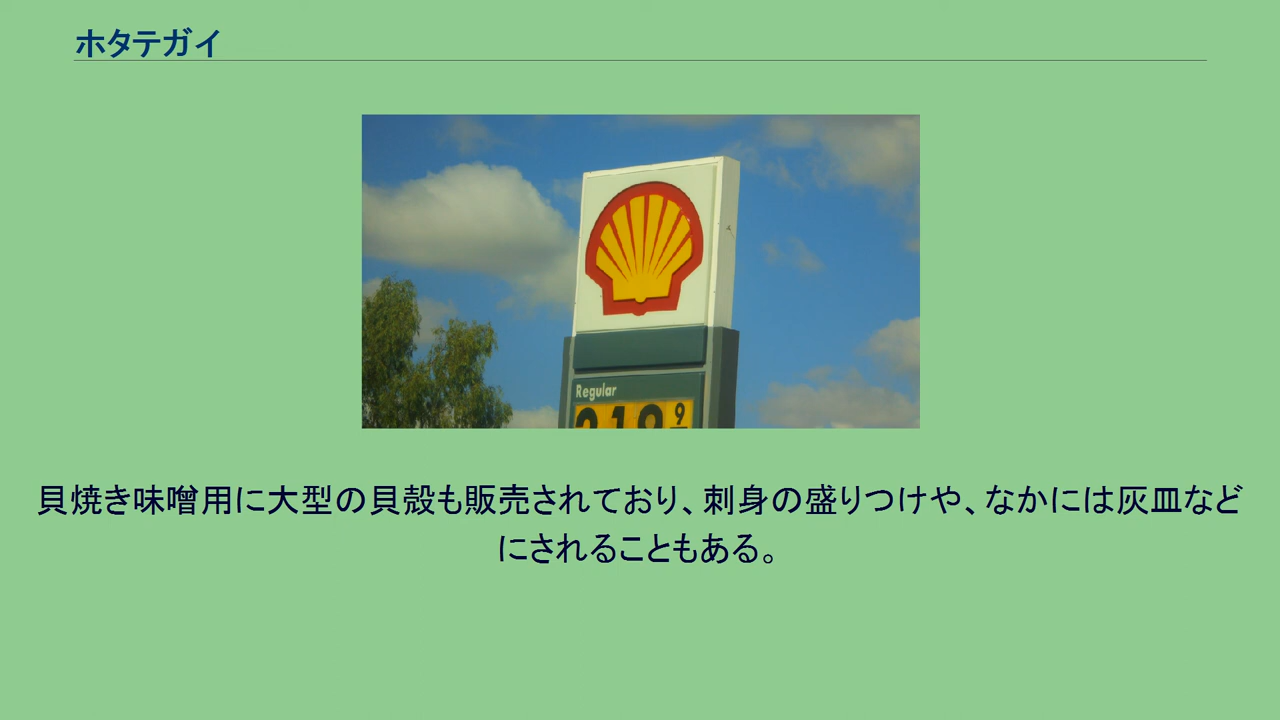 ホタテガイ
Regular
2199
貝焼き味噌用に大型の貝殻も販売されており、刺身の盛りつけや、なかには灰皿など
にされることもある。